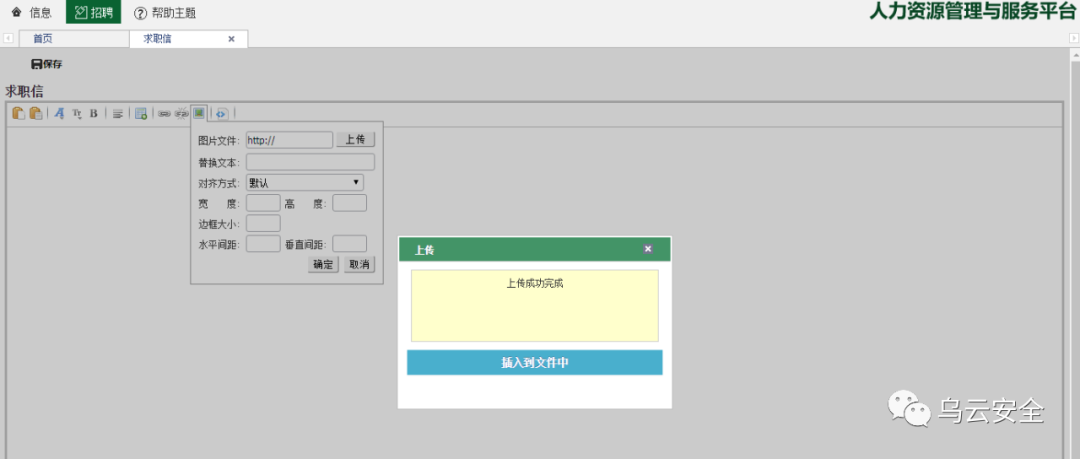 信息 招聘 帮助主题 人力资源管理与服务平台
首页 求职信
保存
求职信
图片文件: http:// 上传
替换文本:
对齐方式: 默认
宽 度: 高 度:
边框大小:
水平间距: 垂直间距:
确定 取消
上传
上传成功完成
插入到文件中
乌云安全